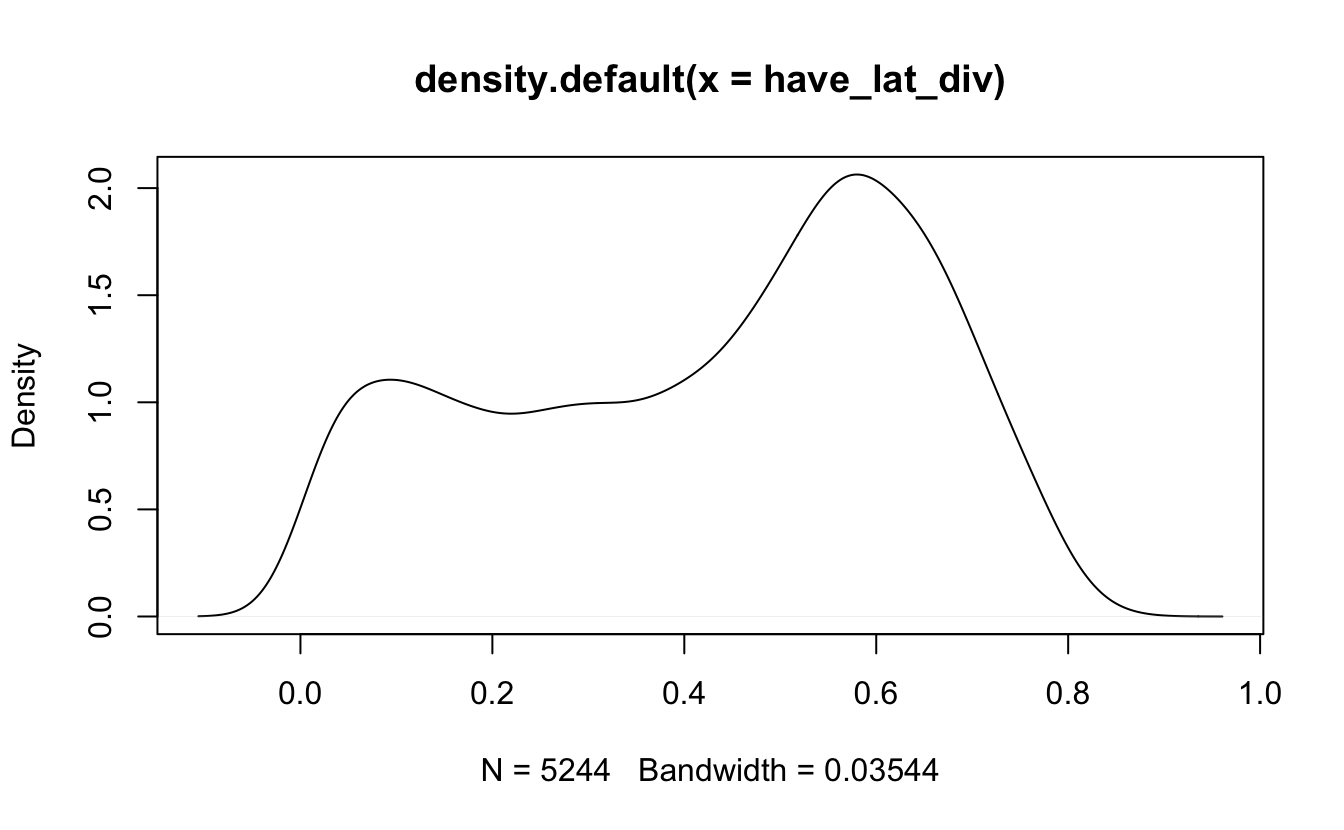 density.default(x = have_lat_div)
Density
2.0
1.5
1.0
0.5
0.0
0.0 0.2 0.4 0.6 0.8 1.0
N = 5244 Bandwidth = 0.03544